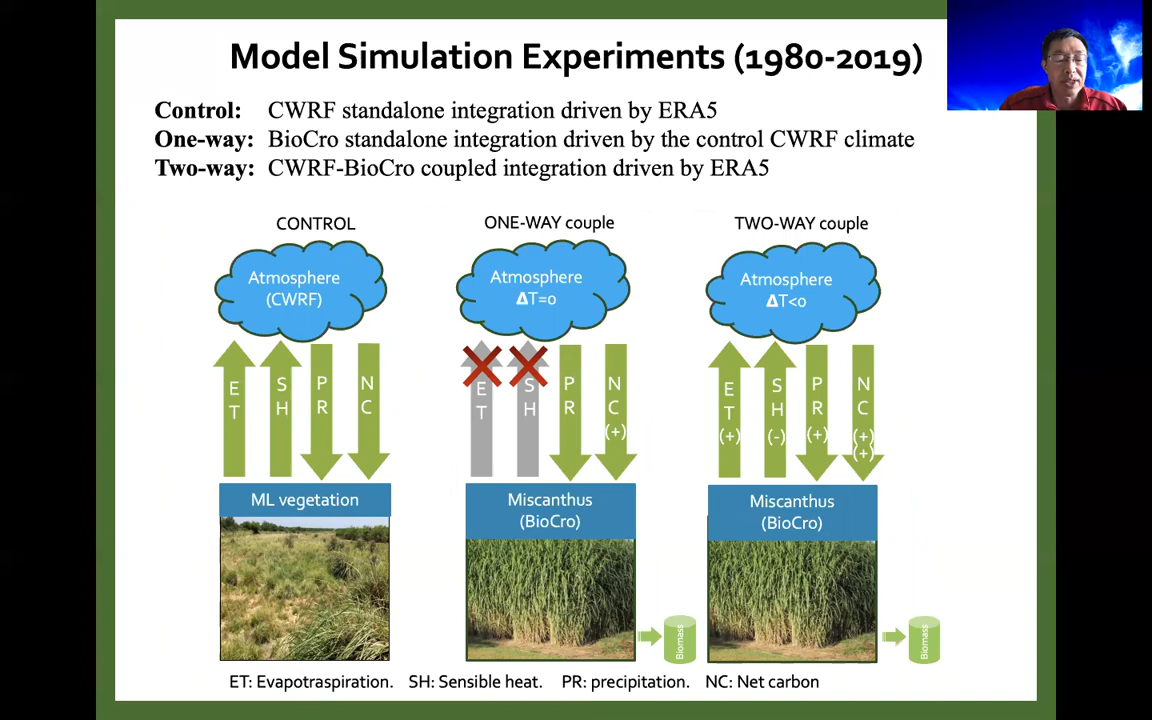 Model Simulation Experiments (1980-2019)
Control: CWRF standalone integration driven by ERA5
One-way: BioCro standalone integration driven by the control CWRF climate
Two-way: CWRF-BioCro coupled integration driven by ERA5
CONTROL
Atmosphere
(CWRF)
ET
SH
PR
NC
ML vegetation
ONE-WAY couple
Atmosphere
ΔT=0
ET
SH
PR
NC
(+)
Miscanthus
(BioCro)
Biomass
TWO-WAY couple
Atmosphere
ΔT<0
ET
(+)
SH
(-)
PR
(+)
NC
(+)
(+)
Miscanthus
(BioCro)
Biomass
ET: Evapotraspiration. SH: Sensible heat. PR: precipitation. NC: Net carbon